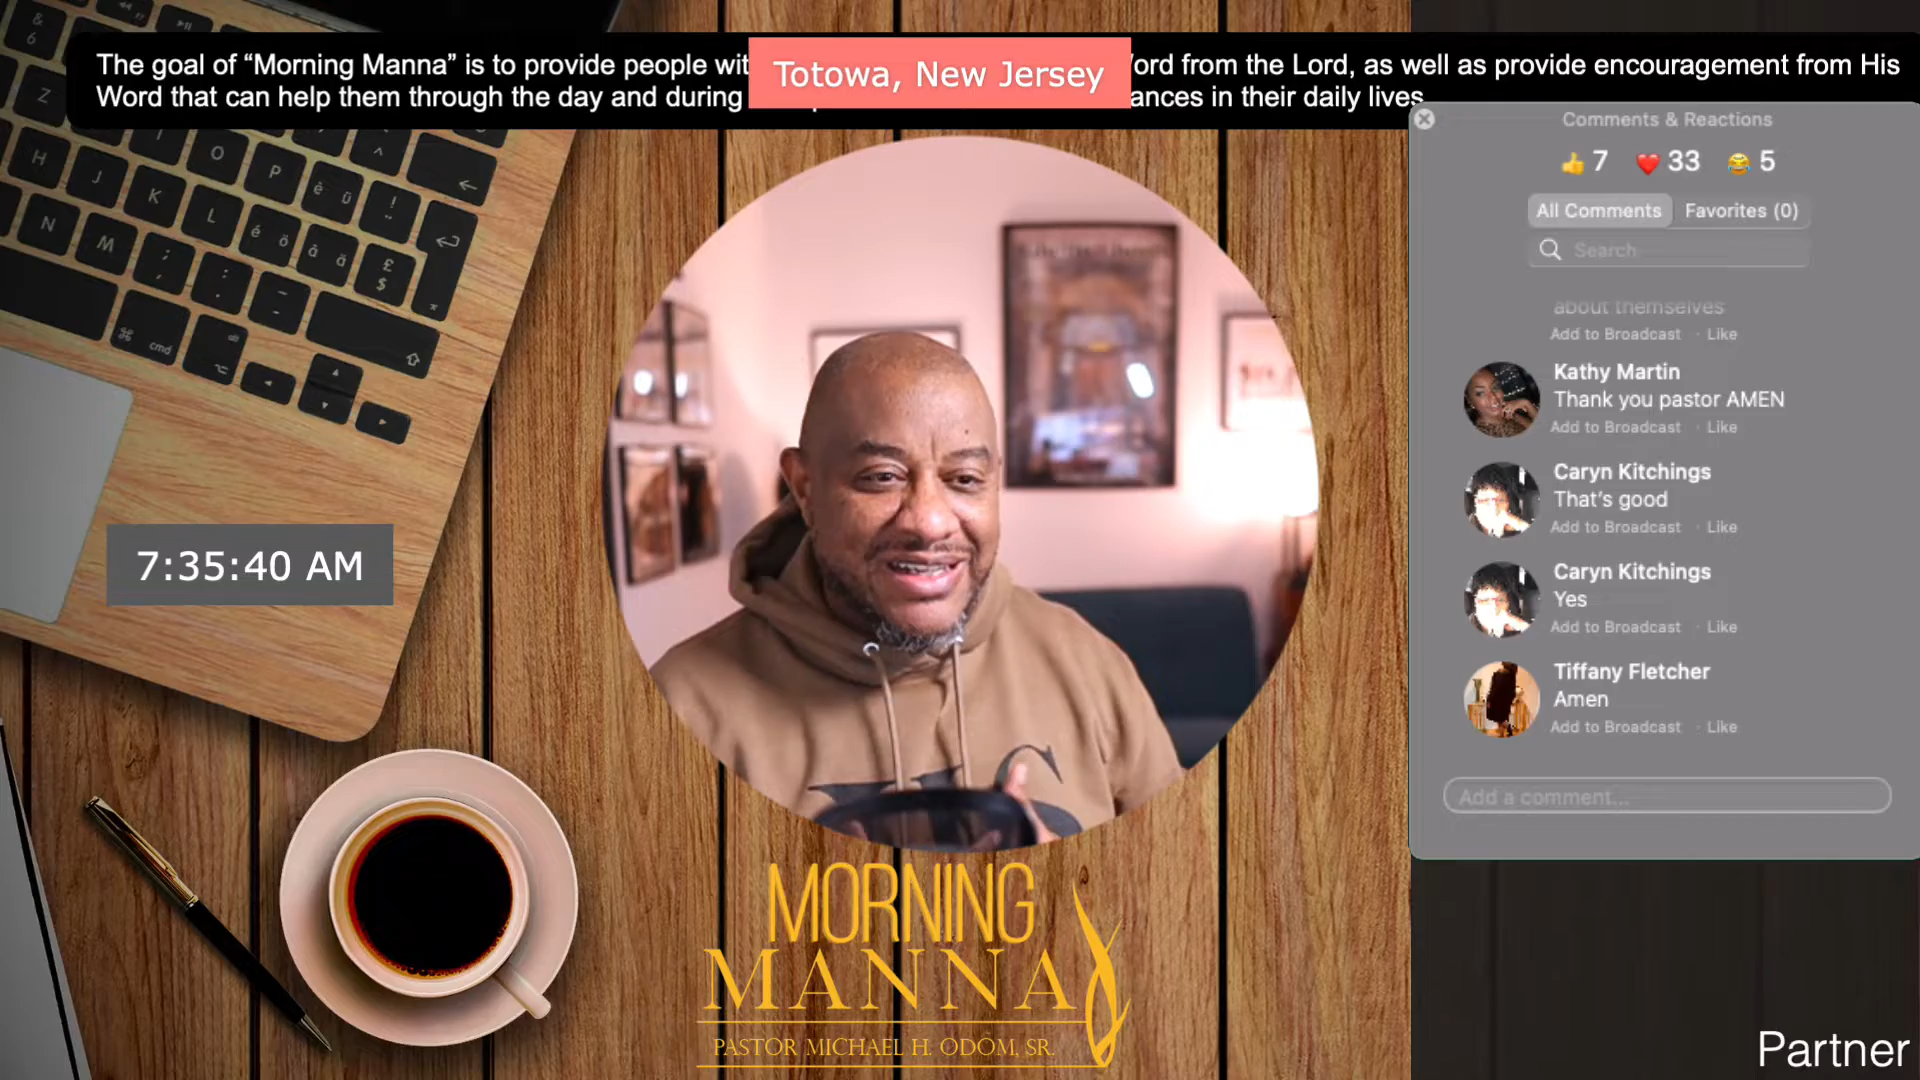 The goal of “Morning Manna” is to provide people wit
Totowa, New Jersey
ord from the Lord, as well as provide encouragement from His
Word that can help them through the day and during
ances in their daily lives
Comments & Reactions
👍 7 ❤️ 33 😂 5
All Comments Favorites (0)
Search
about themselves
Add to Broadcast · Like
Kathy Martin
Thank you pastor AMEN
Add to Broadcast · Like
Caryn Kitchings
That's good
Add to Broadcast · Like
Caryn Kitchings
Yes
Add to Broadcast · Like
Tiffany Fletcher
Amen
Add to Broadcast · Like
Add a comment...
7:35:40 AM
MORNING
MANNA
PASTOR MICHAEL H. ODOM, SR.
Partner